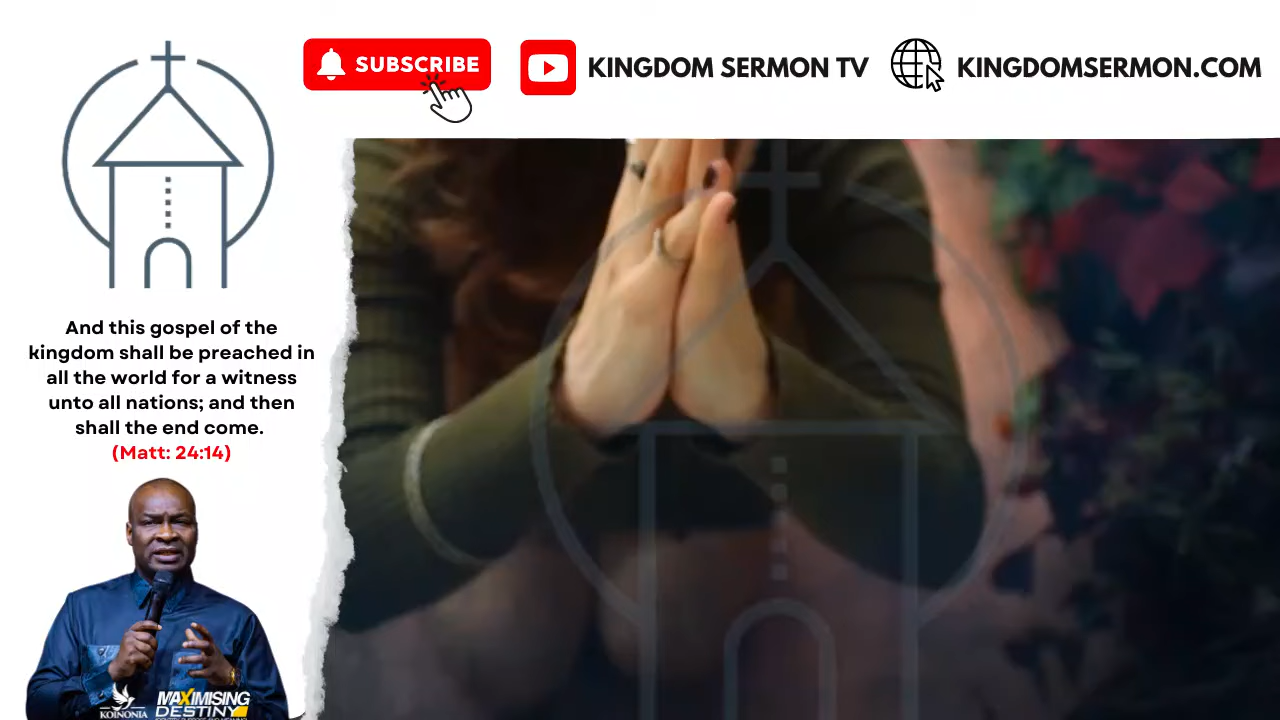 SUBSCRIBE
KINGDOM SERMON TV
KINGDOMSERMON.COM
And this gospel of the
kingdom shall be preached in
all the world for a witness
unto all nations; and then
shall the end come.
(Matt: 24:14)
KOINONIA
MAXIMISING
DESTINY